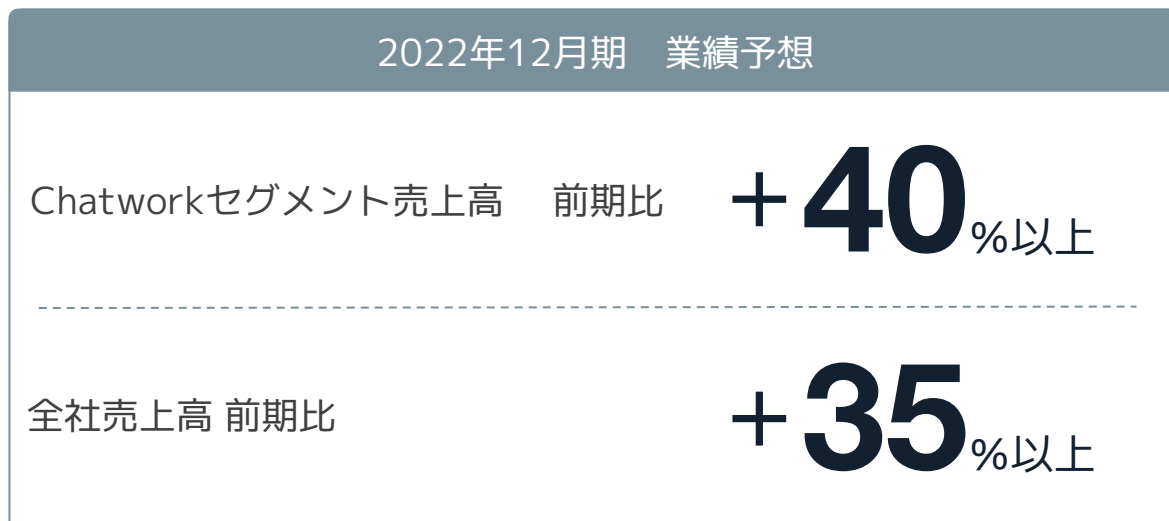 2022年12月期　業績予想
Chatworkセグメント売上高　前期比　+40%以上
全社売上高 前期比　+35%以上